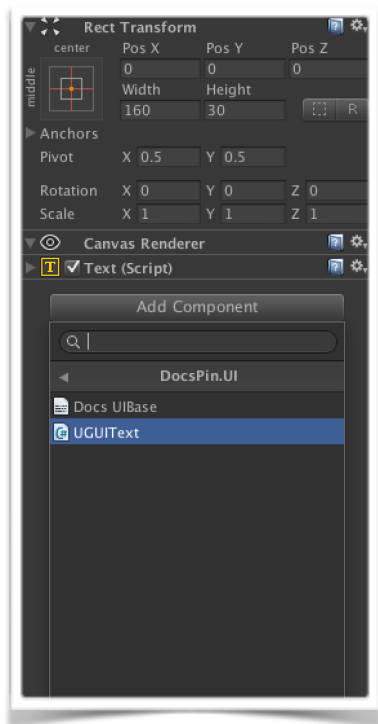 Rect Transform
center Pos X Pos Y Pos Z
middle 0 0 0
Width Height
160 30 R
Anchors
Pivot X 0.5 Y 0.5
Rotation X 0 Y 0 Z 0
Scale X 1 Y 1 Z 1
Canvas Renderer
T Text (Script)
Add Component
DocsPin.UI
Docs UIBase
UGUIText